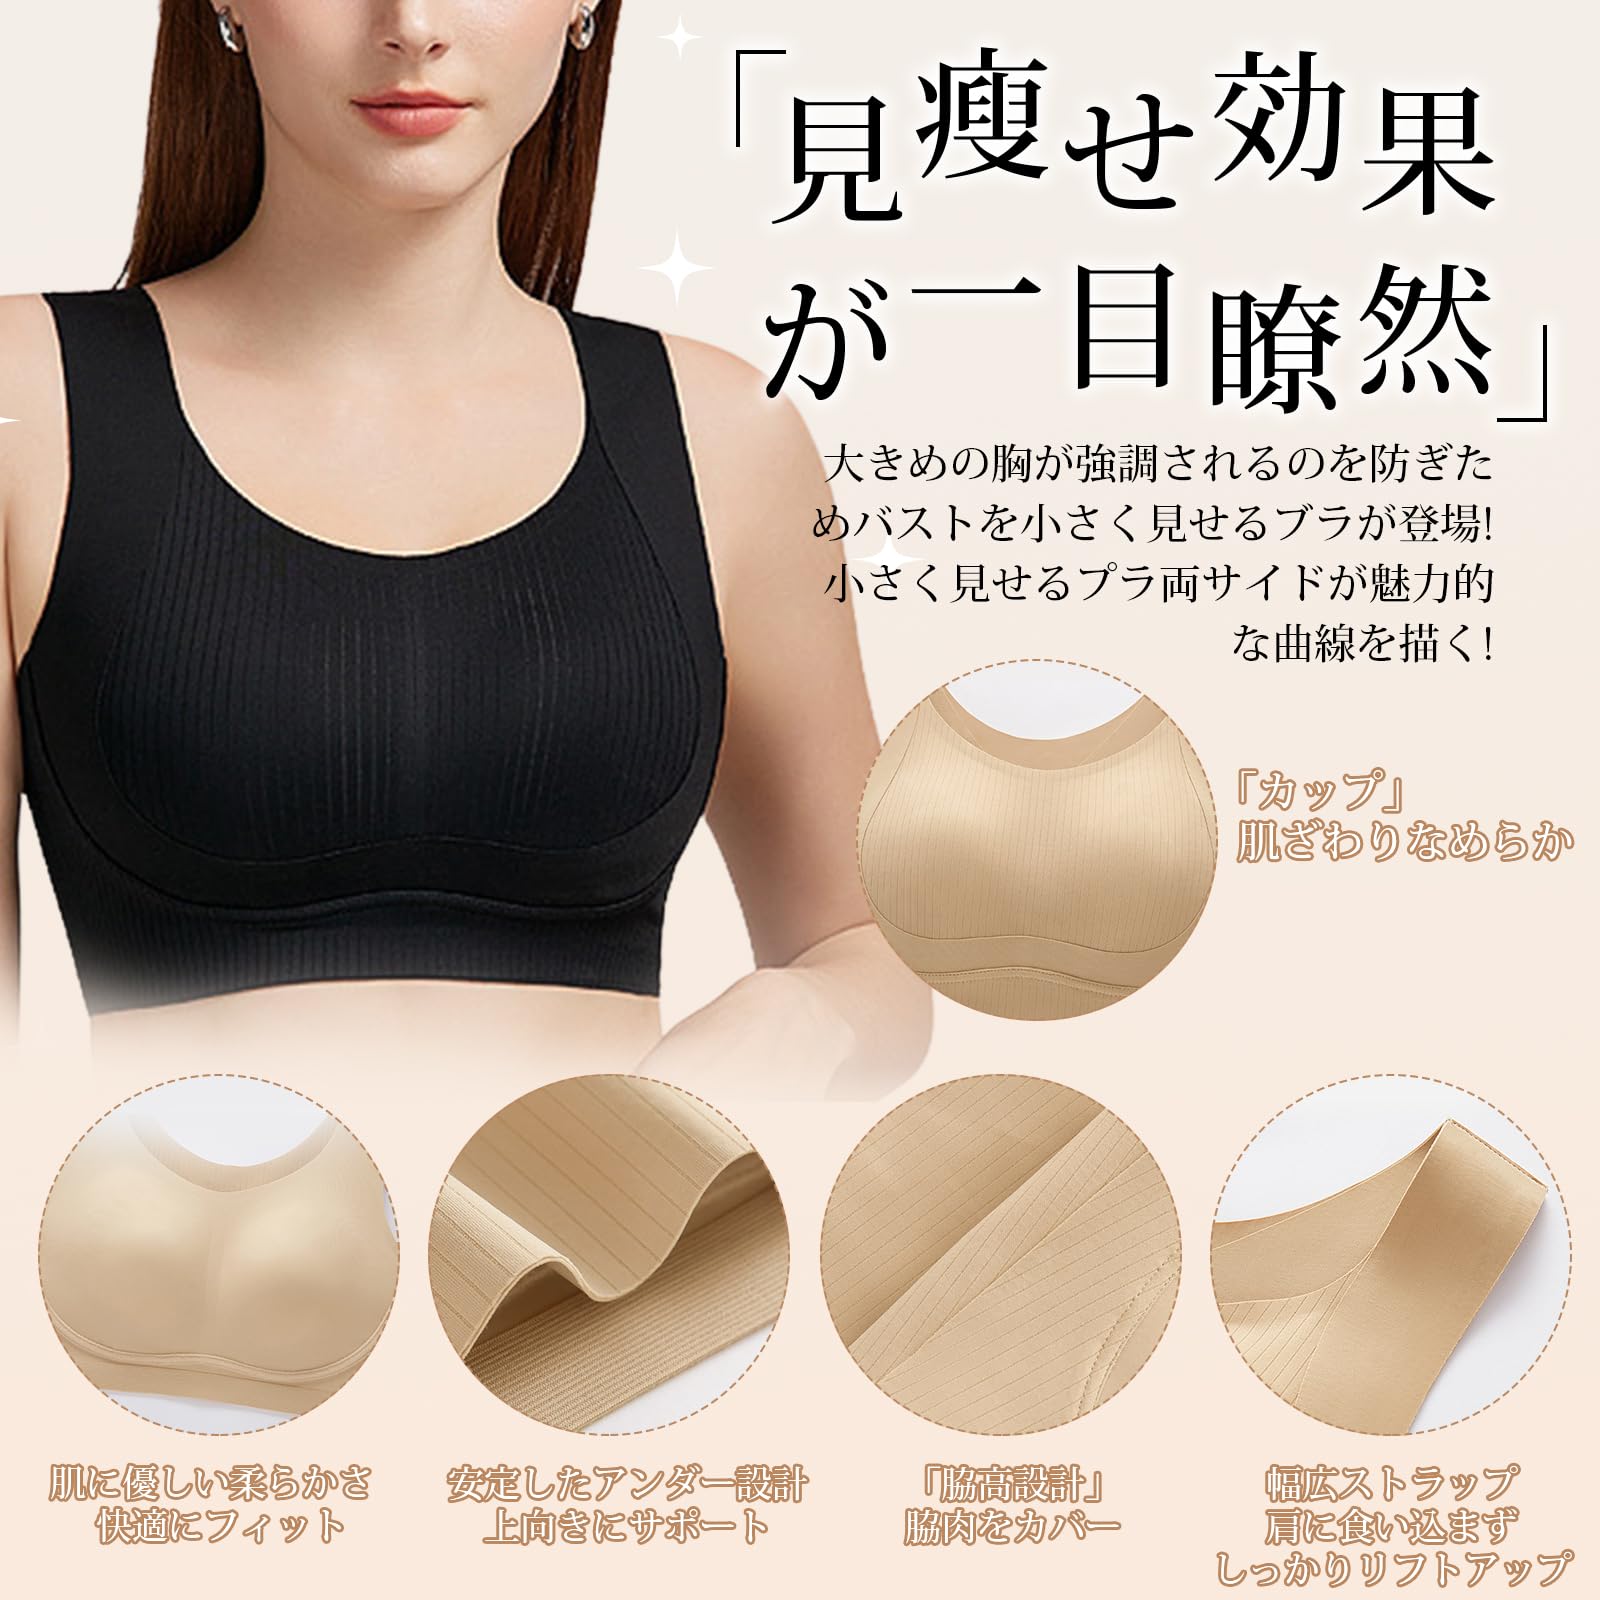 「見痩せ効果
が一目瞭然」
大きめの胸が強調されるのを防ぎた
めバストを小さく見せるブラが登場!
小さく見せるプラ両サイドが魅力的
な曲線を描く!
「カップ」
肌ざわりなめらか
肌に優しい柔らかさ
快適にフィット
安定したアンダー設計
上向きにサポート
「脇高設計」
脇肉をカバー
幅広ストラップ
肩に食い込まず
しっかりリフトアップ